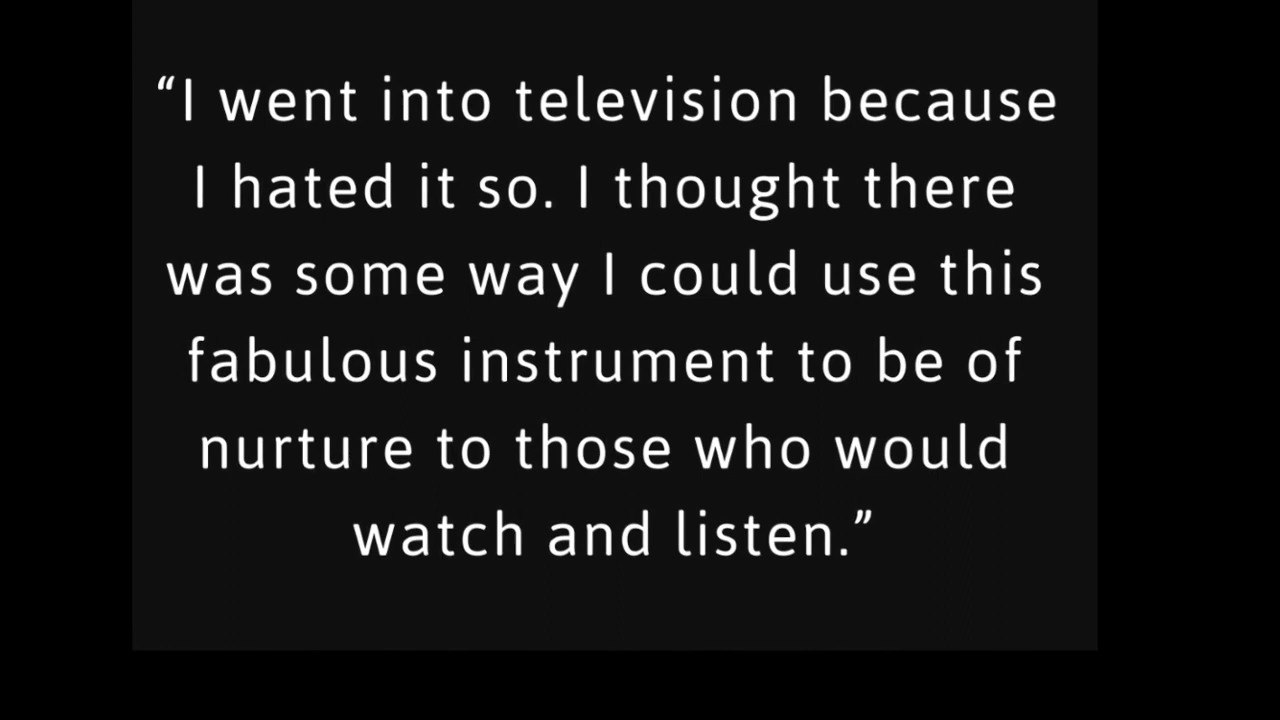 “I went into television because
I hated it so. I thought there
was some way I could use this
fabulous instrument to be of
nurture to those who would
watch and listen.”